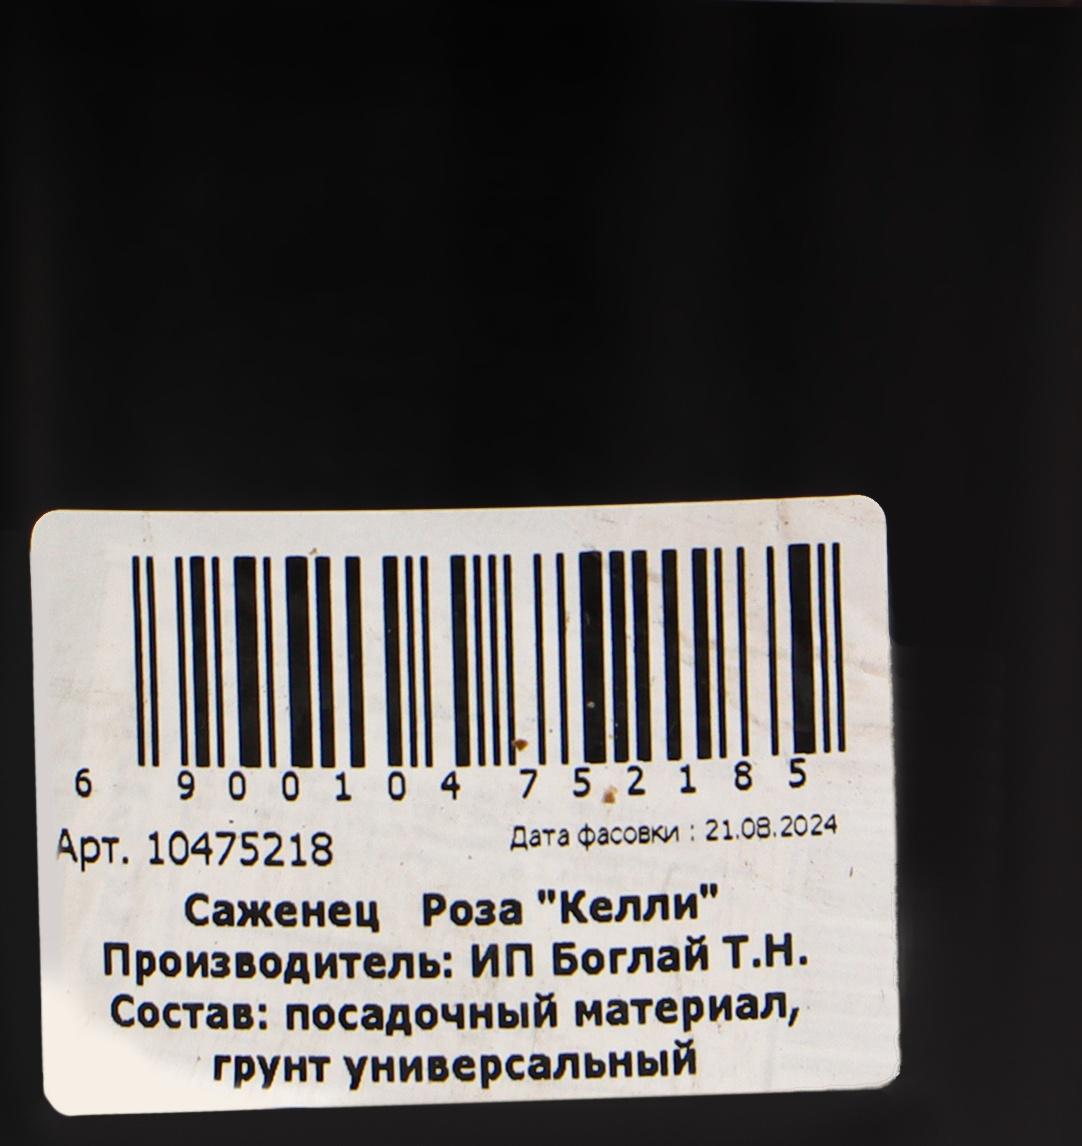 6 900104 752185
Арт. 10475218
Дата фасовки : 21.08.2024
Саженец Роза "Келли"
Производитель: ИП Боглай Т.Н.
Состав: посадочный материал,
грунт универсальный